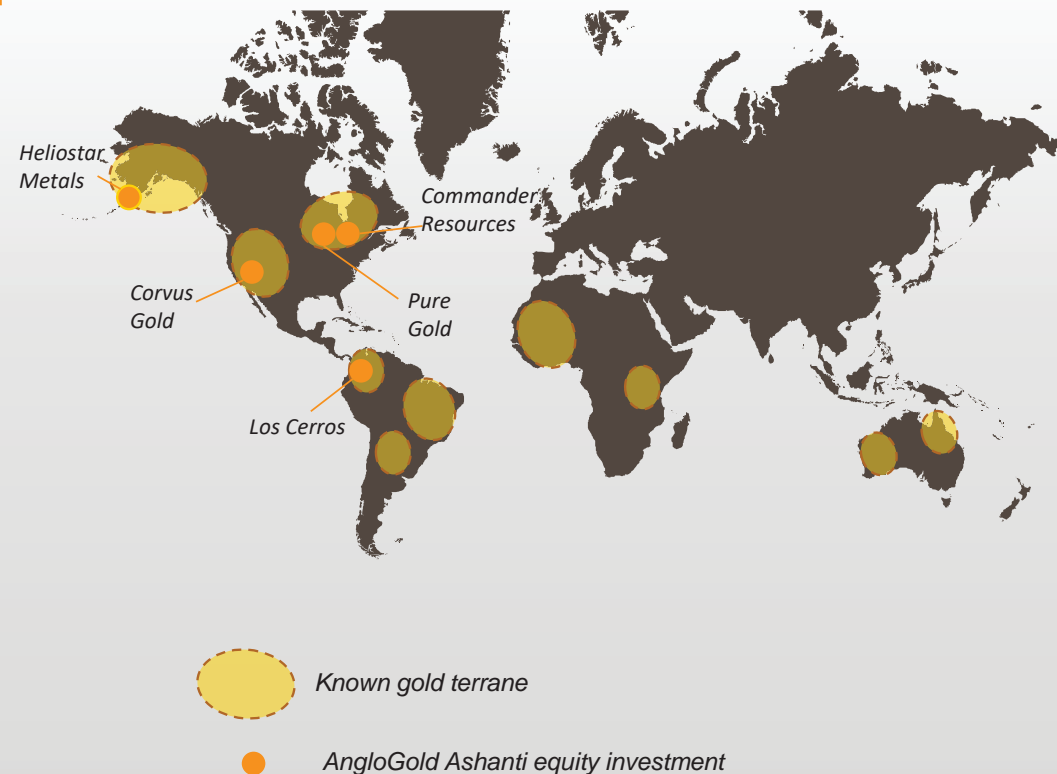 Heliostar
Metals
Commander
Resources
Corvus
Gold
Pure
Gold
Los Cerros
Known gold terrane
AngloGold Ashanti equity investment